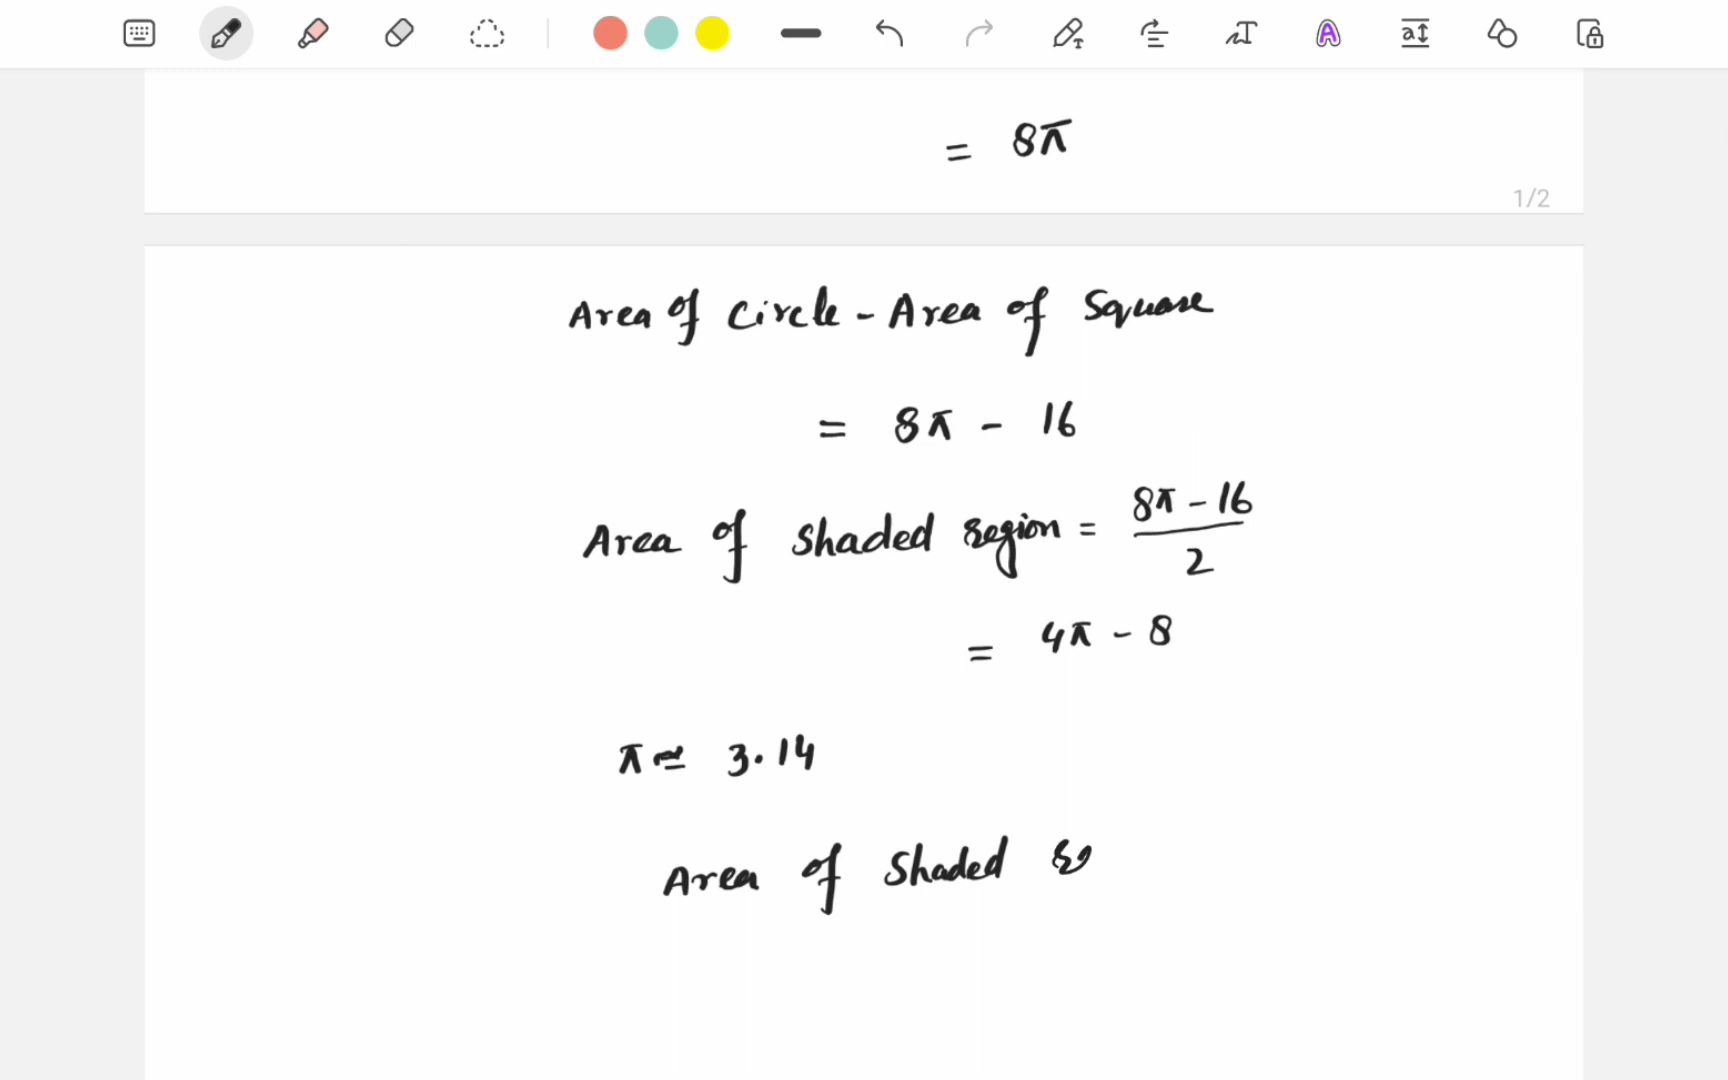 = 8π
1/2
Area of Circle - Area of Square
= 8π - 16
Area of Shaded region = 8π - 16
2
= 4π - 8
π ≃ 3.14
Area of Shaded